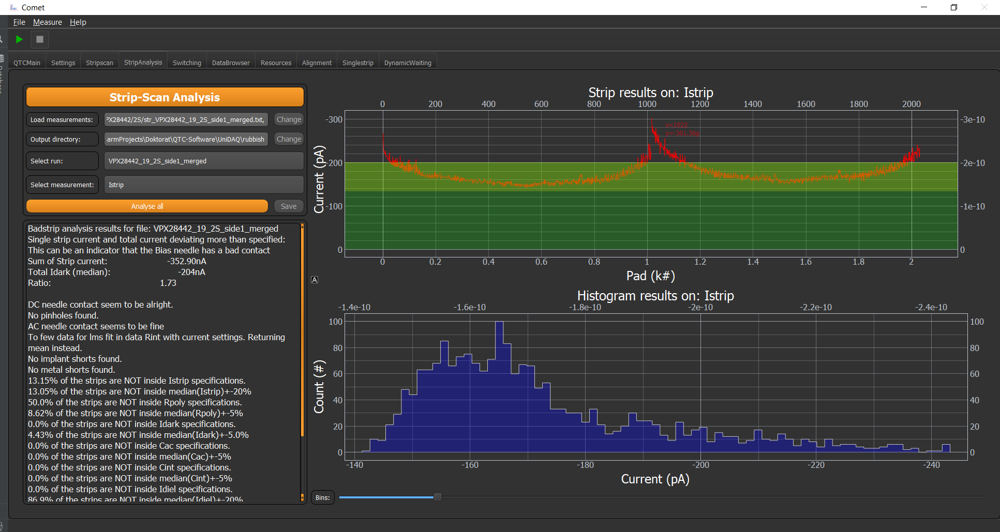 Comet
File Measure Help
QTCMain Settings Stripscan StripAnalysis Switching DataBrowser Resources Alignment Singlestrip DynamicWaiting
Database
Strip-Scan Analysis
Load measurements: PX28442/2S/str_VPX28442_19_2S_side1_merged.txt, Change
Output directory: armProjects\Doktorat\QTC-Software\UniDAQ\rubbish Change
Select run: VPX28442_19_2S_side1_merged
Select measurement: Istrip
Analyse all Save
Badstrip analysis results for file: VPX28442_19_2S_side1_merged
Single strip current and total current deviating more than specified:
This can be an indicator that the Bias needle has a bad contact
Sum of Strip current: -352.90nA
Total Idark (median): -204nA
Ratio: 1.73
DC needle contact seem to be alright.
No pinholes found.
AC needle contact seems to be fine
To few data for lms fit in data Rint with current settings. Returning
mean instead.
No implant shorts found.
No metal shorts found.
13.15% of the strips are NOT inside Istrip specifications.
13.05% of the strips are NOT inside median(Istrip)+-20%
50.0% of the strips are NOT inside Rpoly specifications.
8.62% of the strips are NOT inside median(Rpoly)+-5%
0.0% of the strips are NOT inside Idark specifications.
4.43% of the strips are NOT inside median(Idark)+-5.0%
0.0% of the strips are NOT inside Cac specifications.
0.0% of the strips are NOT inside median(Cac)+-5%
0.0% of the strips are NOT inside Cint specifications.
0.0% of the strips are NOT inside median(Cint)+-5%
0.0% of the strips are NOT inside Idiel specifications.
86.9% of the strips are NOT inside median(Idiel)+-20%
Strip results on: Istrip
0 200 400 600 800 1000 1200 1400 1600 1800 2000
-300 -3e-10
x=1022
y=-301.36p
-200 -2e-10
-100 -1e-10
0 0
Current (pA)
0 0.2 0.4 0.6 0.8 1 1.2 1.4 1.6 1.8 2
Pad (k#)
A
Histogram results on: Istrip
-1.4e-10 -1.6e-10 -1.8e-10 -2e-10 -2.2e-10 -2.4e-10
100 100
80 80
60 60
40 40
20 20
0 0
Count (#)
-140 -160 -180 -200 -220 -240
Current (pA)
Bins: